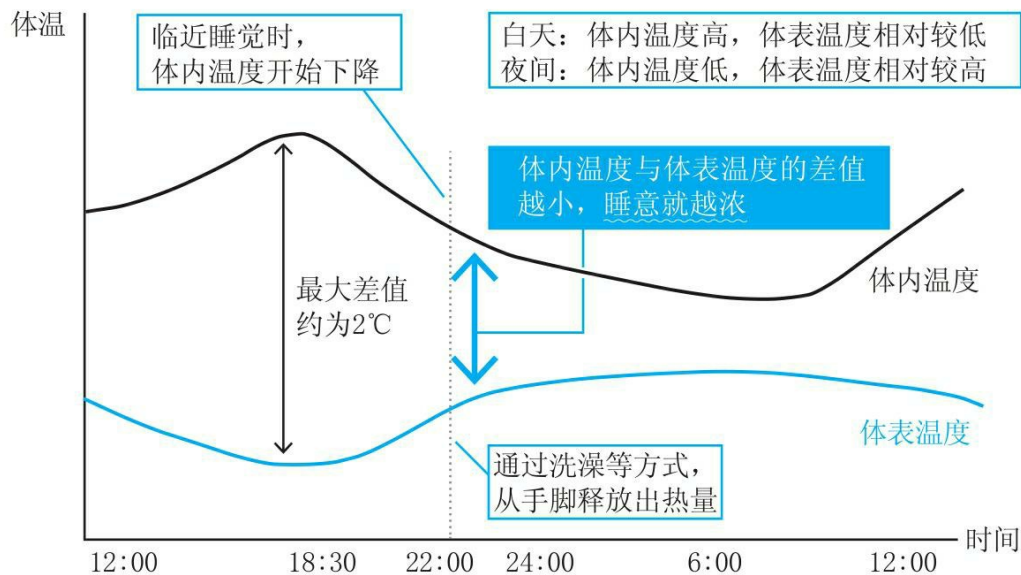 体温
临近睡觉时，
体内温度开始下降
白天：体内温度高，体表温度相对较低
夜间：体内温度低，体表温度相对较高
体内温度与体表温度的差值
越小，睡意就越浓
最大差值
约为2℃
体内温度
体表温度
通过洗澡等方式，
从手脚释放出热量
时间
12:00
18:30
22:00
24:00
6:00
12:00